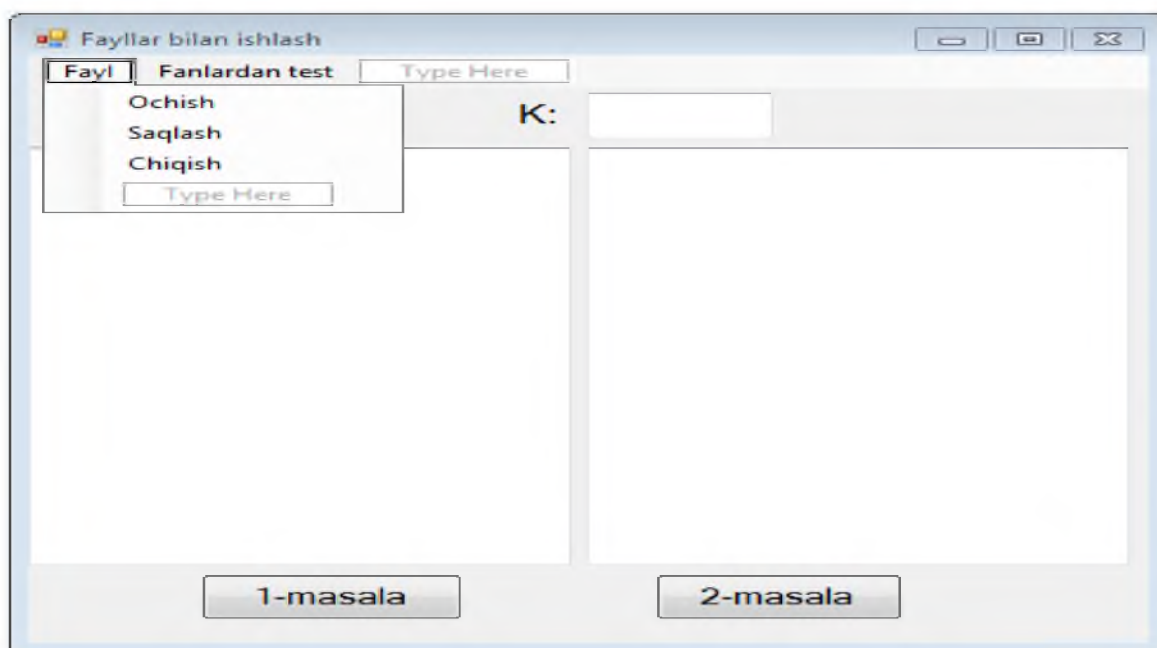 Fayllar bilan ishlash
Fayl Fanlardan test Type Here
Ochish
K:
Saqlash
Chiqish
Type Here
1-masala 2-masala